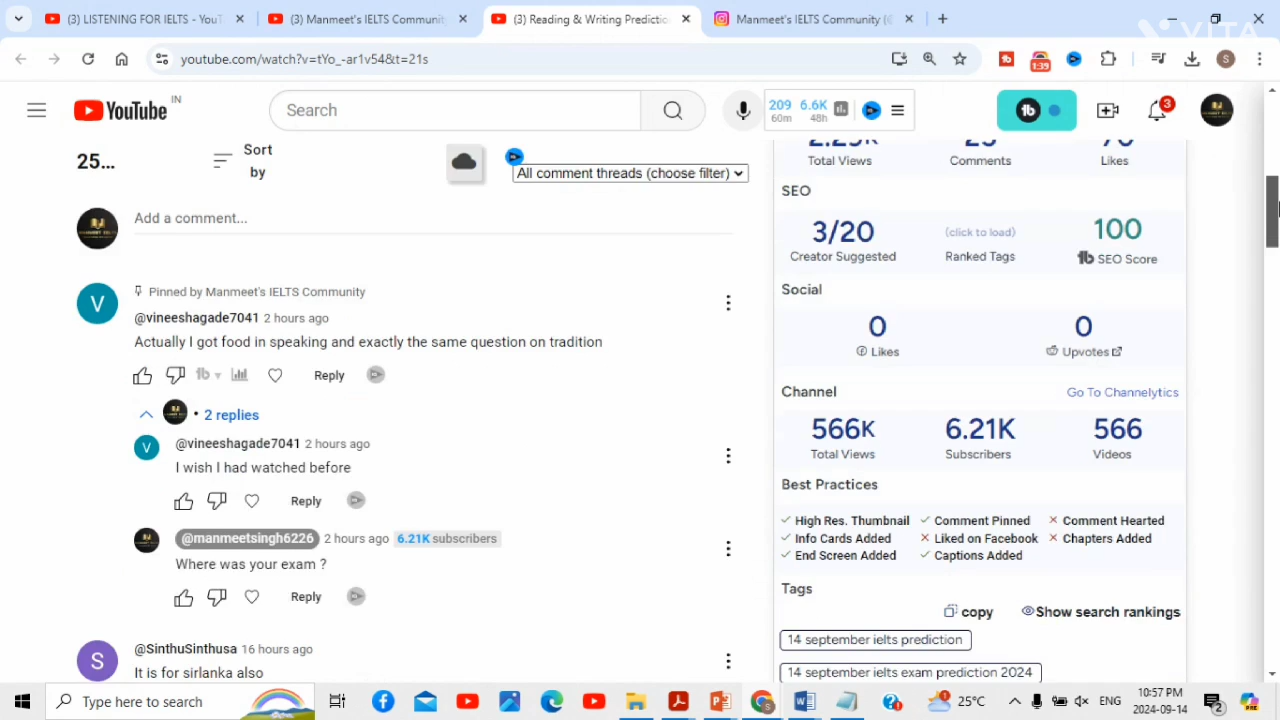 (3) LISTENING FOR IELTS - YouT
(3) Manmeet's IELTS Communit
(3) Reading & Writing Predictio
Manmeet's IELTS Community (
VITA
youtube.com/watch?v=tYo_-ar1v54&t=21s
1:39
S
YouTube IN
Search
209 6.6K
60m 48h
tb
3
25...
Sort
by
All comment threads (choose filter)
Add a comment...
V
Pinned by Manmeet's IELTS Community
@vineeshagade7041 2 hours ago
Actually I got food in speaking and exactly the same question on tradition
tb
Reply
2 replies
V
@vineeshagade7041 2 hours ago
I wish I had watched before
Reply
@manmeetsingh6226 2 hours ago 6.21K subscribers
Where was your exam ?
Reply
S
@SinthuSinthusa 16 hours ago
It is for sirlanka also
Total Views Comments Likes
SEO
3/20 (click to load) 100
Creator Suggested Ranked Tags tb SEO Score
Social
0 0
Likes Upvotes
Channel Go To Channelytics
566K 6.21K 566
Total Views Subscribers Videos
Best Practices
High Res. Thumbnail Comment Pinned Comment Hearted
Info Cards Added Liked on Facebook Chapters Added
End Screen Added Captions Added
Tags
copy Show search rankings
14 september ielts prediction
14 september ielts exam prediction 2024
Type here to search
25°C
ENG
10:57 PM
2024-09-14
2